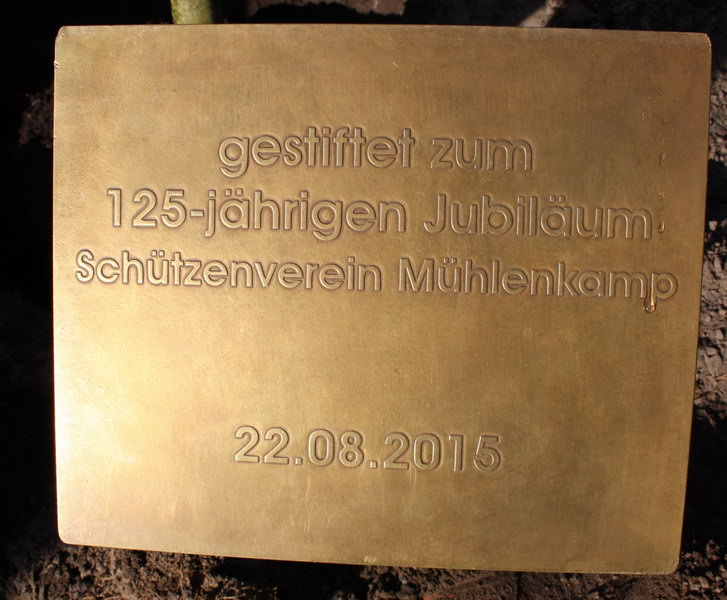 gestiftet zum
125-jährigen Jubiläum
Schützenverein Mühlenkamp
22.08.2015